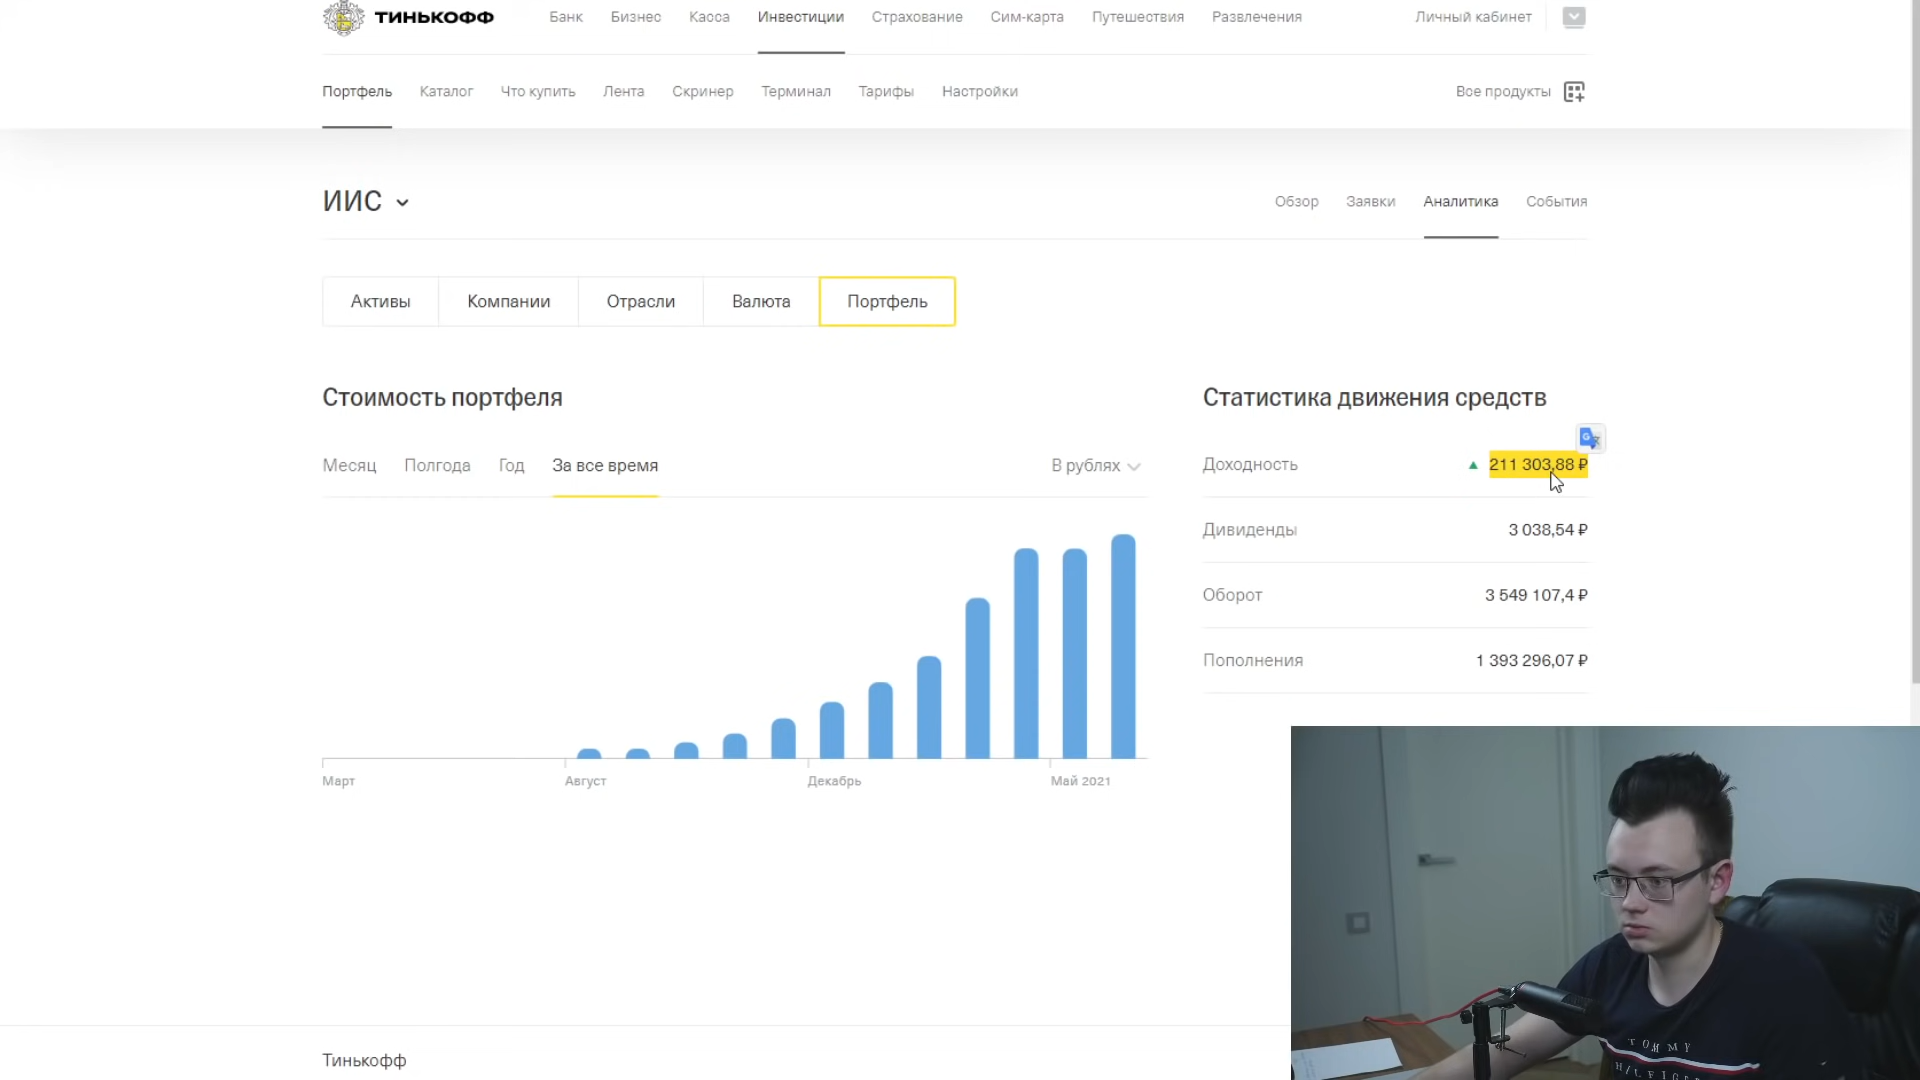 ТИНЬКОФФ
Банк Бизнес Касса Инвестиции Страхование Сим-карта Путешествия Развлечения Личный кабинет
Портфель Каталог Что купить Лента Скринер Терминал Тарифы Настройки Все продукты
ИИС
Обзор Заявки Аналитика События
Активы Компании Отрасли Валюта Портфель
Стоимость портфеля
Месяц Полгода Год За все время В рублях
Март Август Декабрь Май 2021
Статистика движения средств
Доходность 211 303,88 ₽
Дивиденды 3 038,54 ₽
Оборот 3 549 107,4 ₽
Пополнения 1 393 296,07 ₽
TOMMY
Тинькофф